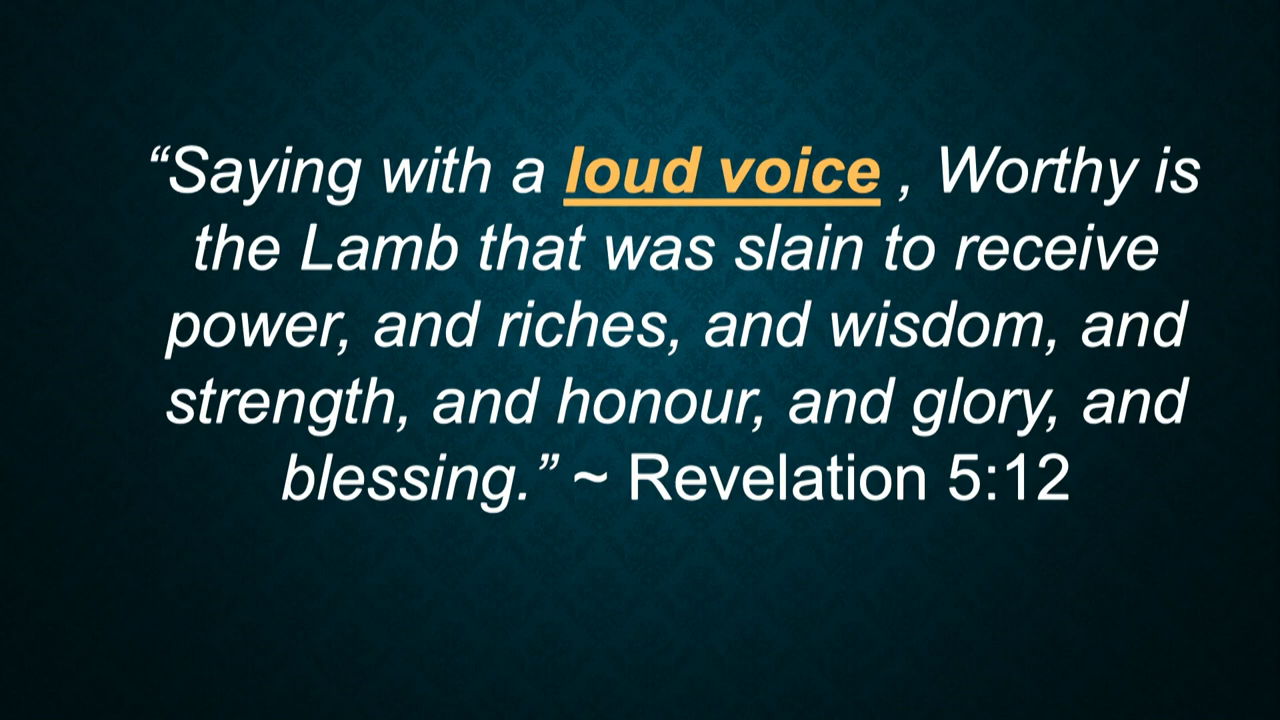 “Saying with a loud voice , Worthy is
the Lamb that was slain to receive
power, and riches, and wisdom, and
strength, and honour, and glory, and
blessing.” ~ Revelation 5:12